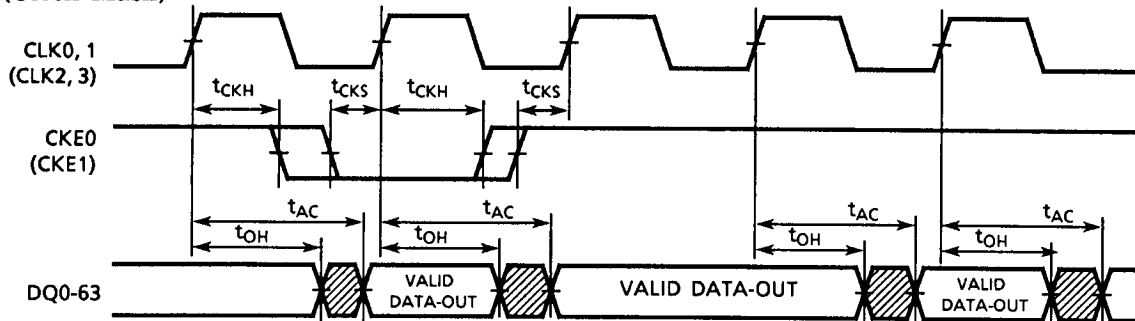 CLK0, 1
(CLK2, 3)
tCKH
tCKS
tCKH
tCKS
CKE0
(CKE1)
tAC
tAC
tAC
tAC
tOH
tOH
tOH
tOH
DQ0-63
VALID
DATA-OUT
VALID DATA-OUT
VALID
DATA-OUT